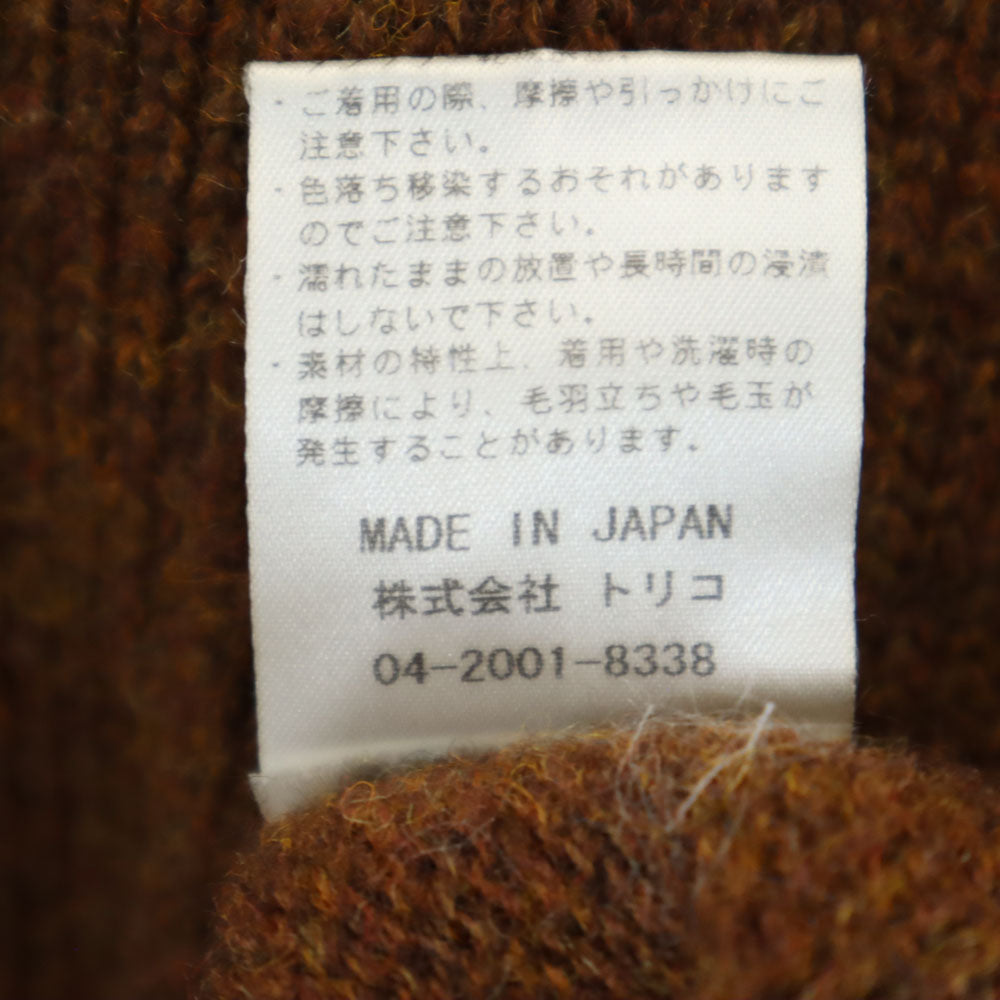 ・ご着用の際、摩擦や引っかけにご
注意下さい。
・色落ち移染するおそれがあります
のでご注意下さい。
・濡れたままの放置や長時間の浸漬
はしないで下さい。
・素材の特性上、着用や洗濯時の
摩擦により、毛羽立ちや毛玉が
発生することがあります。
MADE IN JAPAN
株式会社 トリコ
04-2001-8338